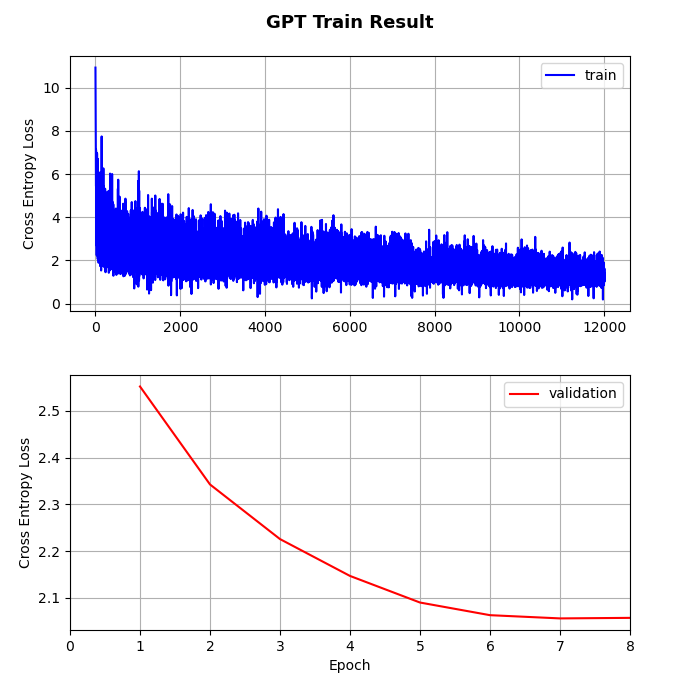 GPT Train Result
train
Cross Entropy Loss
10
8
6
4
2
0
0 2000 4000 6000 8000 10000 12000
validation
Cross Entropy Loss
2.5
2.4
2.3
2.2
2.1
0 1 2 3 4 5 6 7 8
Epoch